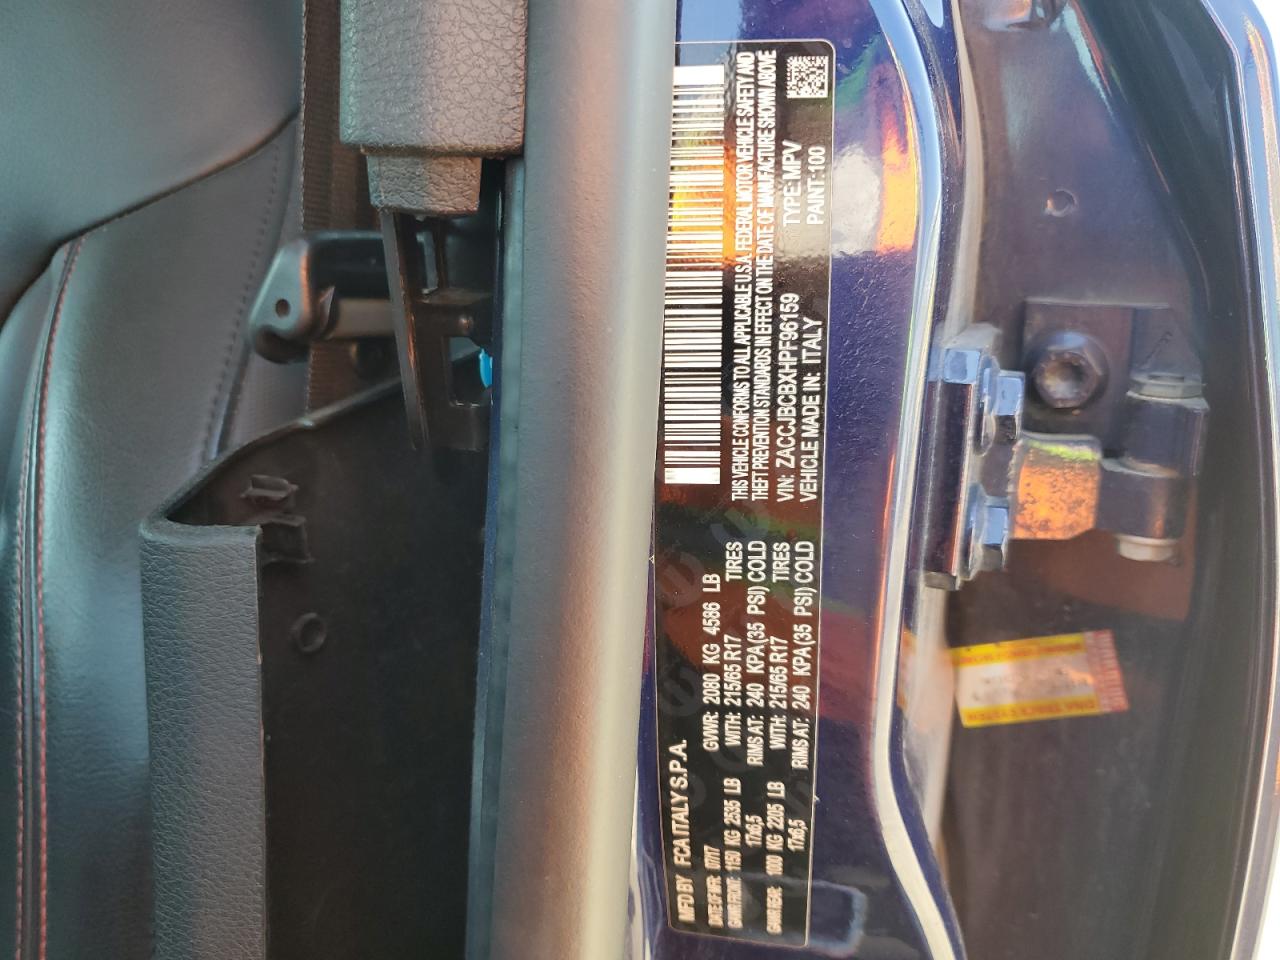 MFD BY FCA ITALY S.P.A.
DATE OF MFR: 07/17 GVWR: 2080 KG 4586 LB
GAWR FRONT: 1150 KG 2535 LB WITH: 215/65 R17 TIRES
17x6,5 RIMS AT: 240 KPA(35 PSI) COLD
GAWR REAR: 1000 KG 2205 LB WITH: 215/65 R17 TIRES
17x6,5 RIMS AT: 240 KPA(35 PSI) COLD
THIS VEHICLE CONFORMS TO ALL APPLICABLE U.S.A. FEDERAL MOTOR VEHICLE SAFETY AND
THEFT PREVENTION STANDARDS IN EFFECT ON THE DATE OF MANUFACTURE SHOWN ABOVE
VIN: ZACCJBCBXHPF96159 TYPE: MPV
VEHICLE MADE IN: ITALY PAINT: 100